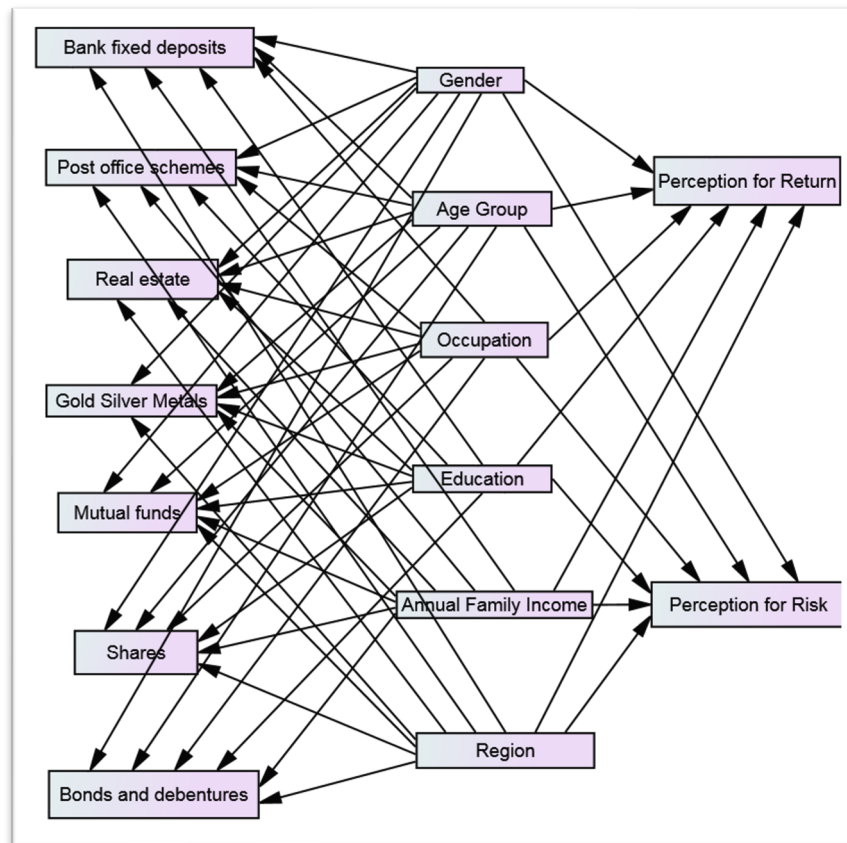 Bank fixed deposits
Gender
Post office schemes
Perception for Return
Age Group
Real estate
Occupation
Gold Silver Metals
Education
Mutual funds
Annual Family Income
Perception for Risk
Shares
Region
Bonds and debentures